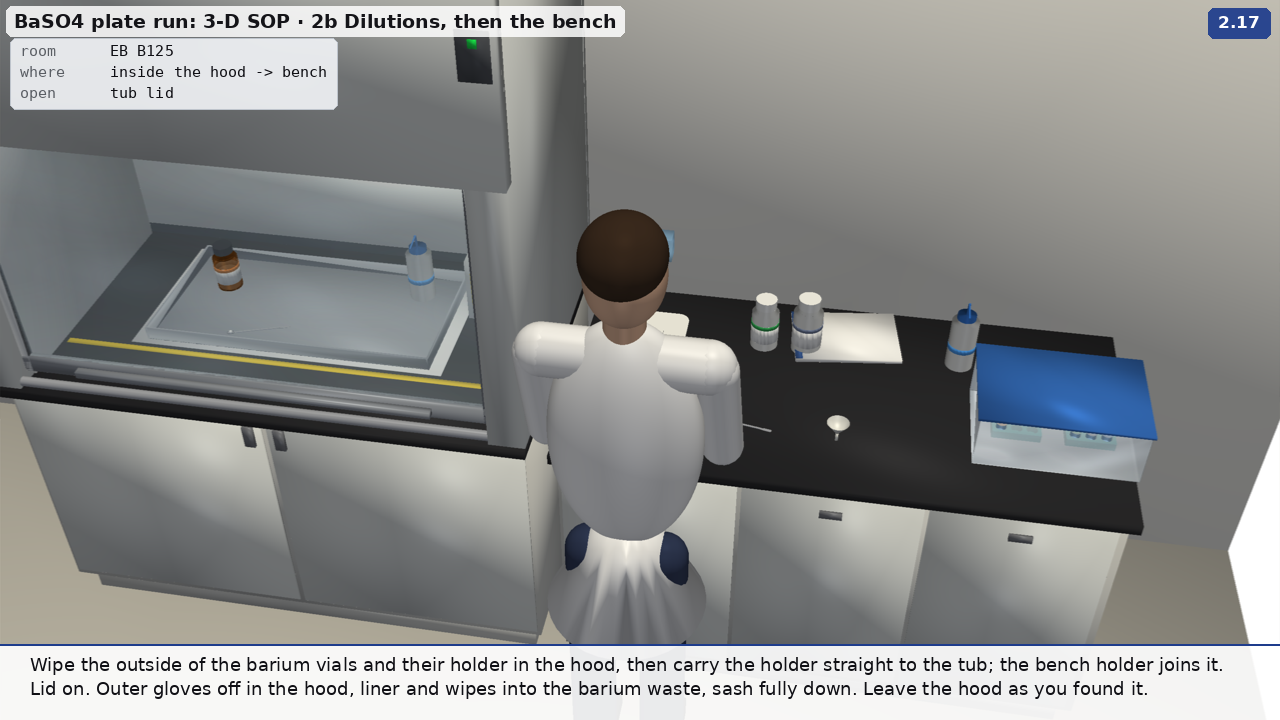 BaSO4 plate run: 3-D SOP · 2b Dilutions, then the bench
2.17
room EB B125
where inside the hood -> bench
open tub lid
Wipe the outside of the barium vials and their holder in the hood, then carry the holder straight to the tub; the bench holder joins it.
Lid on. Outer gloves off in the hood, liner and wipes into the barium waste, sash fully down. Leave the hood as you found it.